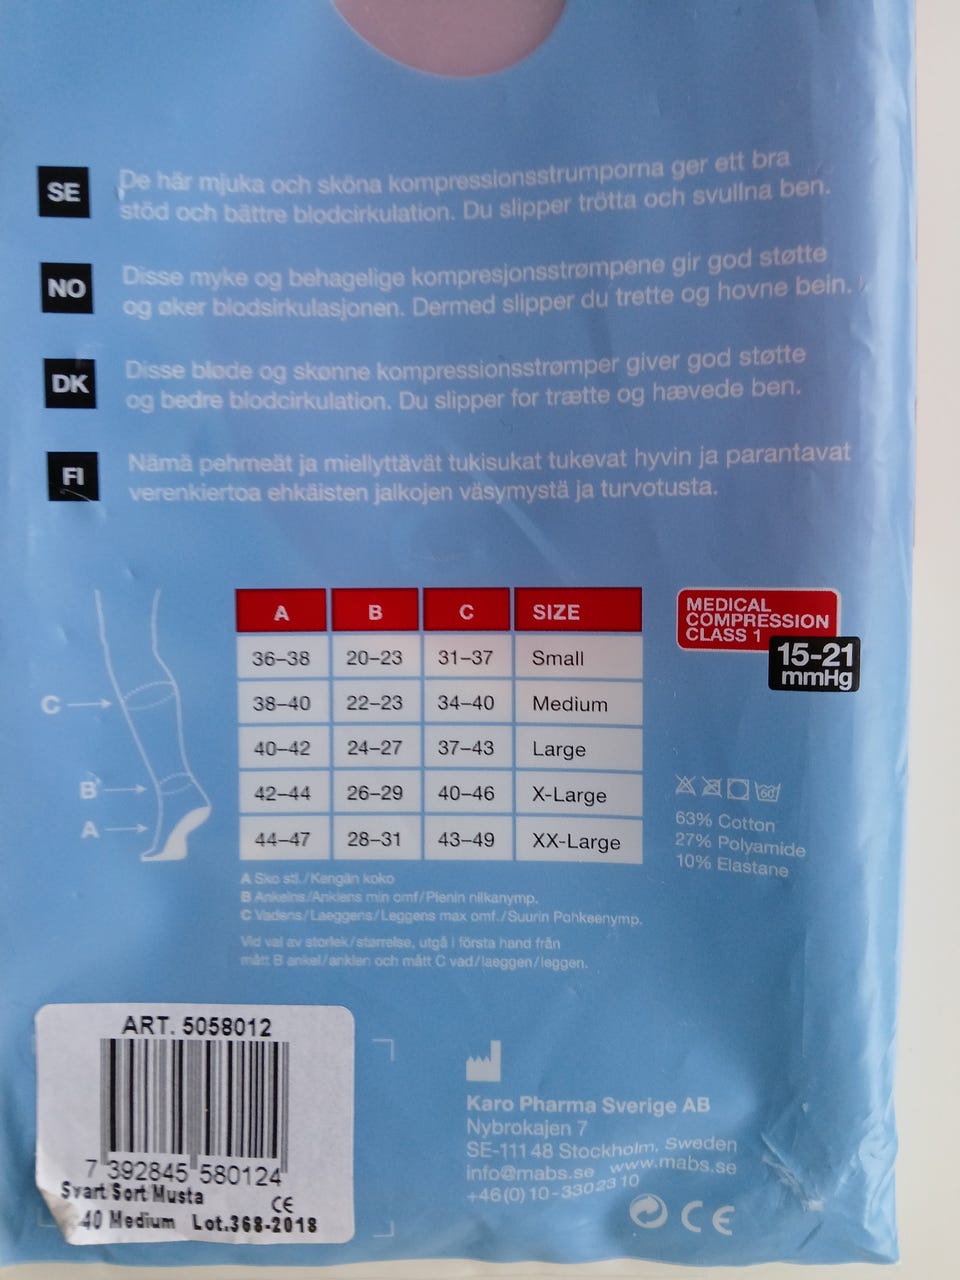 SE
De här mjuka och sköna kompressionsstrumporna ger ett bra
stöd och bättre blodcirkulation. Du slipper trötta och svullna ben.
NO
Disse myke og behagelige kompresjonsstrømpene gir god støtte
og øker blodsirkulasjonen. Dermed slipper du trette og hovne bein.
DK
Disse bløde og skønne kompressionsstrømper giver god støtte
og bedre blodcirkulation. Du slipper for trætte og hævede ben.
FI
Nämä pehmeät ja miellyttävät tukisukat tukevat hyvin ja parantavat
verenkiertoa ehkäisten jalkojen väsymystä ja turvotusta.
C
B
A
A B C SIZE
36–38 20–23 31–37 Small
38–40 22–23 34–40 Medium
40–42 24–27 37–43 Large
42–44 26–29 40–46 X-Large
44–47 28–31 43–49 XX-Large
MEDICAL
COMPRESSION
CLASS 1
15-21
mmHg
60°
63% Cotton
27% Polyamide
10% Elastane
A Sko stl./Kengän koko
B Ankelns/Anklens min omf/Pienin nilkanymp.
C Vadens/Laeggens/Leggens max omf./Suurin Pohkeenymp.
Vid val av storlek/størrelse, utgå i första hand från
mått B ankel/anklen och mått C vad/laeggen/leggen.
ART. 5058012
7 392845 580124
Svart Sort Musta
CE
40 Medium Lot.368-2018
Karo Pharma Sverige AB
Nybrokajen 7
SE-111 48 Stockholm, Sweden
info@mabs.se www.mabs.se
+46(0)10-330 23 10
CE